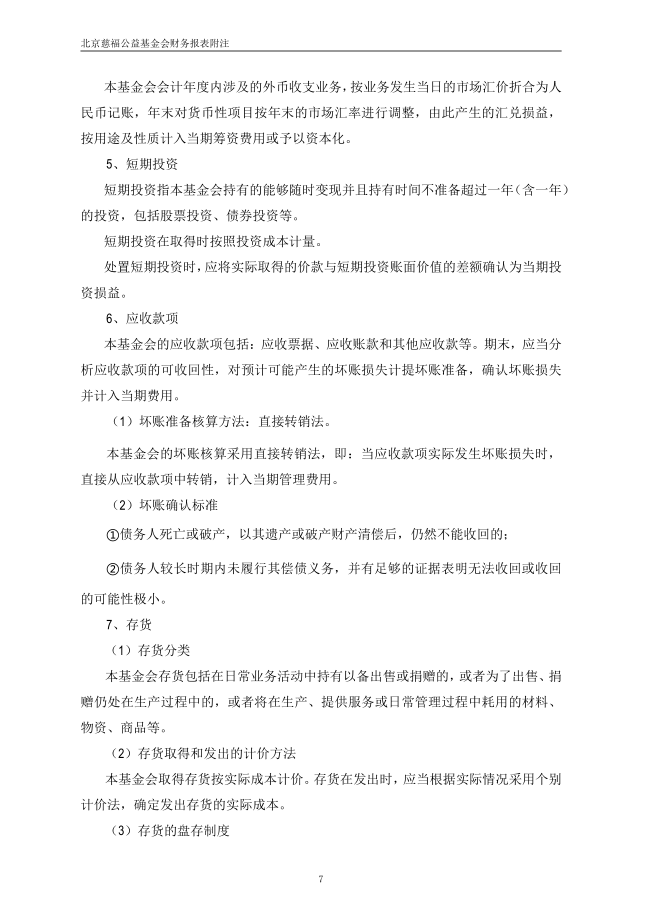 北京慈福公益基金会财务报表附注
本基金会会计年度内涉及的外币收支业务，按业务发生当日的市场汇价折合为人
民币记账，年末对货币性项目按年末的市场汇率进行调整，由此产生的汇兑损益，
按用途及性质计入当期筹资费用或予以资本化。
5、短期投资
短期投资指本基金会持有的能够随时变现并且持有时间不准备超过一年（含一年）
的投资，包括股票投资、债券投资等。
短期投资在取得时按照投资成本计量。
处置短期投资时，应将实际取得的价款与短期投资账面价值的差额确认为当期投
资损益。
6、应收款项
本基金会的应收款项包括：应收票据、应收账款和其他应收款等。期末，应当分
析应收款项的可收回性，对预计可能产生的坏账损失计提坏账准备，确认坏账损失
并计入当期费用。
（1）坏账准备核算方法：直接转销法。
本基金会的坏账核算采用直接转销法，即：当应收款项实际发生坏账损失时，
直接从应收款项中转销，计入当期管理费用。
（2）坏账确认标准
①债务人死亡或破产，以其遗产或破产财产清偿后，仍然不能收回的；
②债务人较长时期内未履行其偿债义务，并有足够的证据表明无法收回或收回
的可能性极小。
7、存货
（1）存货分类
本基金会存货包括在日常业务活动中持有以备出售或捐赠的，或者为了出售、捐
赠仍处在生产过程中的，或者将在生产、提供服务或日常管理过程中耗用的材料、
物资、商品等。
（2）存货取得和发出的计价方法
本基金会取得存货按实际成本计价。存货在发出时，应当根据实际情况采用个别
计价法，确定发出存货的实际成本。
（3）存货的盘存制度
7